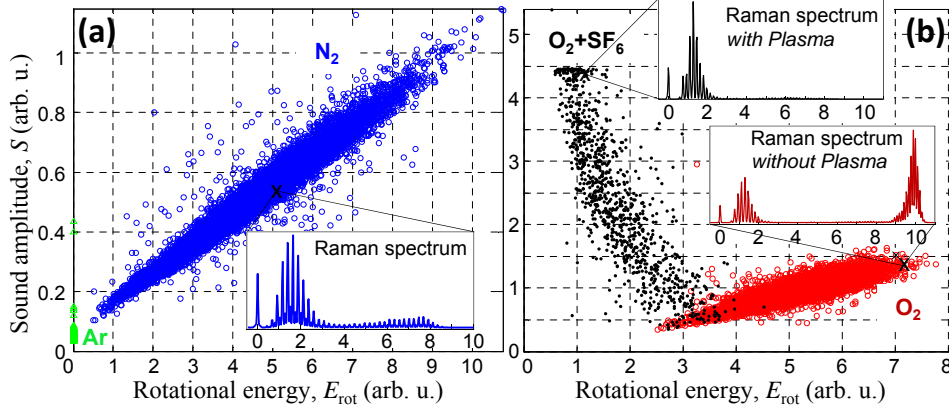 (a)
N2
Ar
Sound amplitude, S (arb. u.)
0
0.2
0.4
0.6
0.8
1
0 1 2 3 4 5 6 7 8 9 10
Rotational energy, Erot (arb. u.)
X
Raman spectrum
0 2 4 6 8 10
(b)
O2+SF6
Raman spectrum
with Plasma
0 2 4 6 8 10
Raman spectrum
without Plasma
0 2 4 6 8 10
X
O2
0
1
2
3
4
5
0 1 2 3 4 5 6 7 8
Rotational energy, Erot (arb. u.)